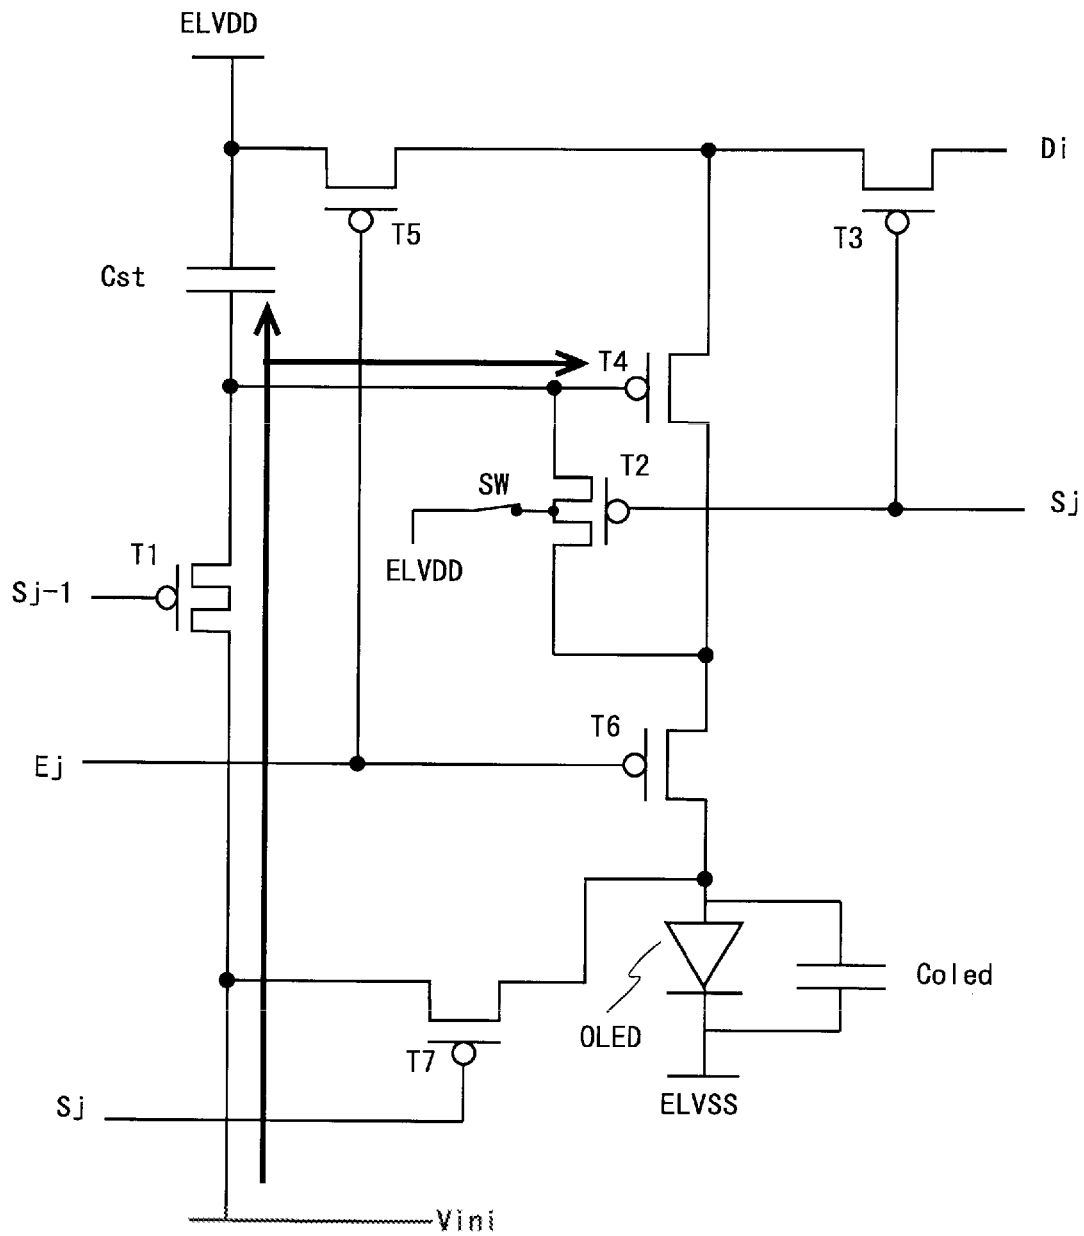 ELVDD
Di
T5
T3
Cst
T4
T2
SW
Sj
ELVDD
T1
Sj-1
T6
Ej
Coled
OLED
T7
Sj
ELVSS
Vini